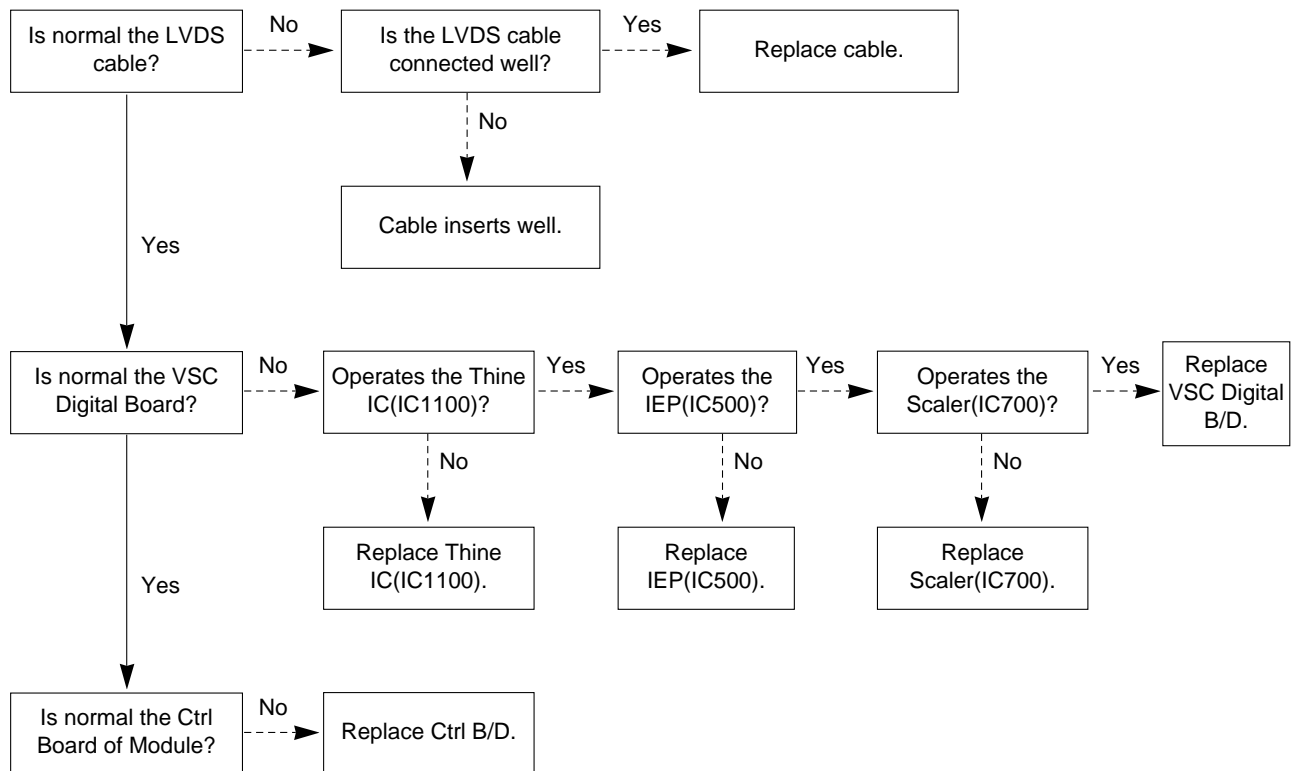 Is normal the LVDS
cable?
No
Is the LVDS cable
connected well?
Yes
Replace cable.
No
Cable inserts well.
Yes
Is normal the VSC
Digital Board?
No
Operates the Thine
IC(IC1100)?
Yes
Operates the
IEP(IC500)?
Yes
Operates the
Scaler(IC700)?
Yes
Replace
VSC Digital
B/D.
No
Replace Thine
IC(IC1100).
No
Replace
IEP(IC500).
No
Replace
Scaler(IC700).
Yes
Is normal the Ctrl
Board of Module?
No
Replace Ctrl B/D.